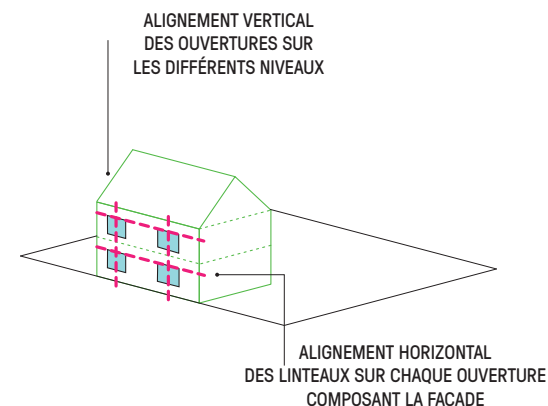 ALIGNEMENT VERTICAL
DES OUVERTURES SUR
LES DIFFÉRENTS NIVEAUX
ALIGNEMENT HORIZONTAL
DES LINTEAUX SUR CHAQUE OUVERTURE
COMPOSANT LA FACADE